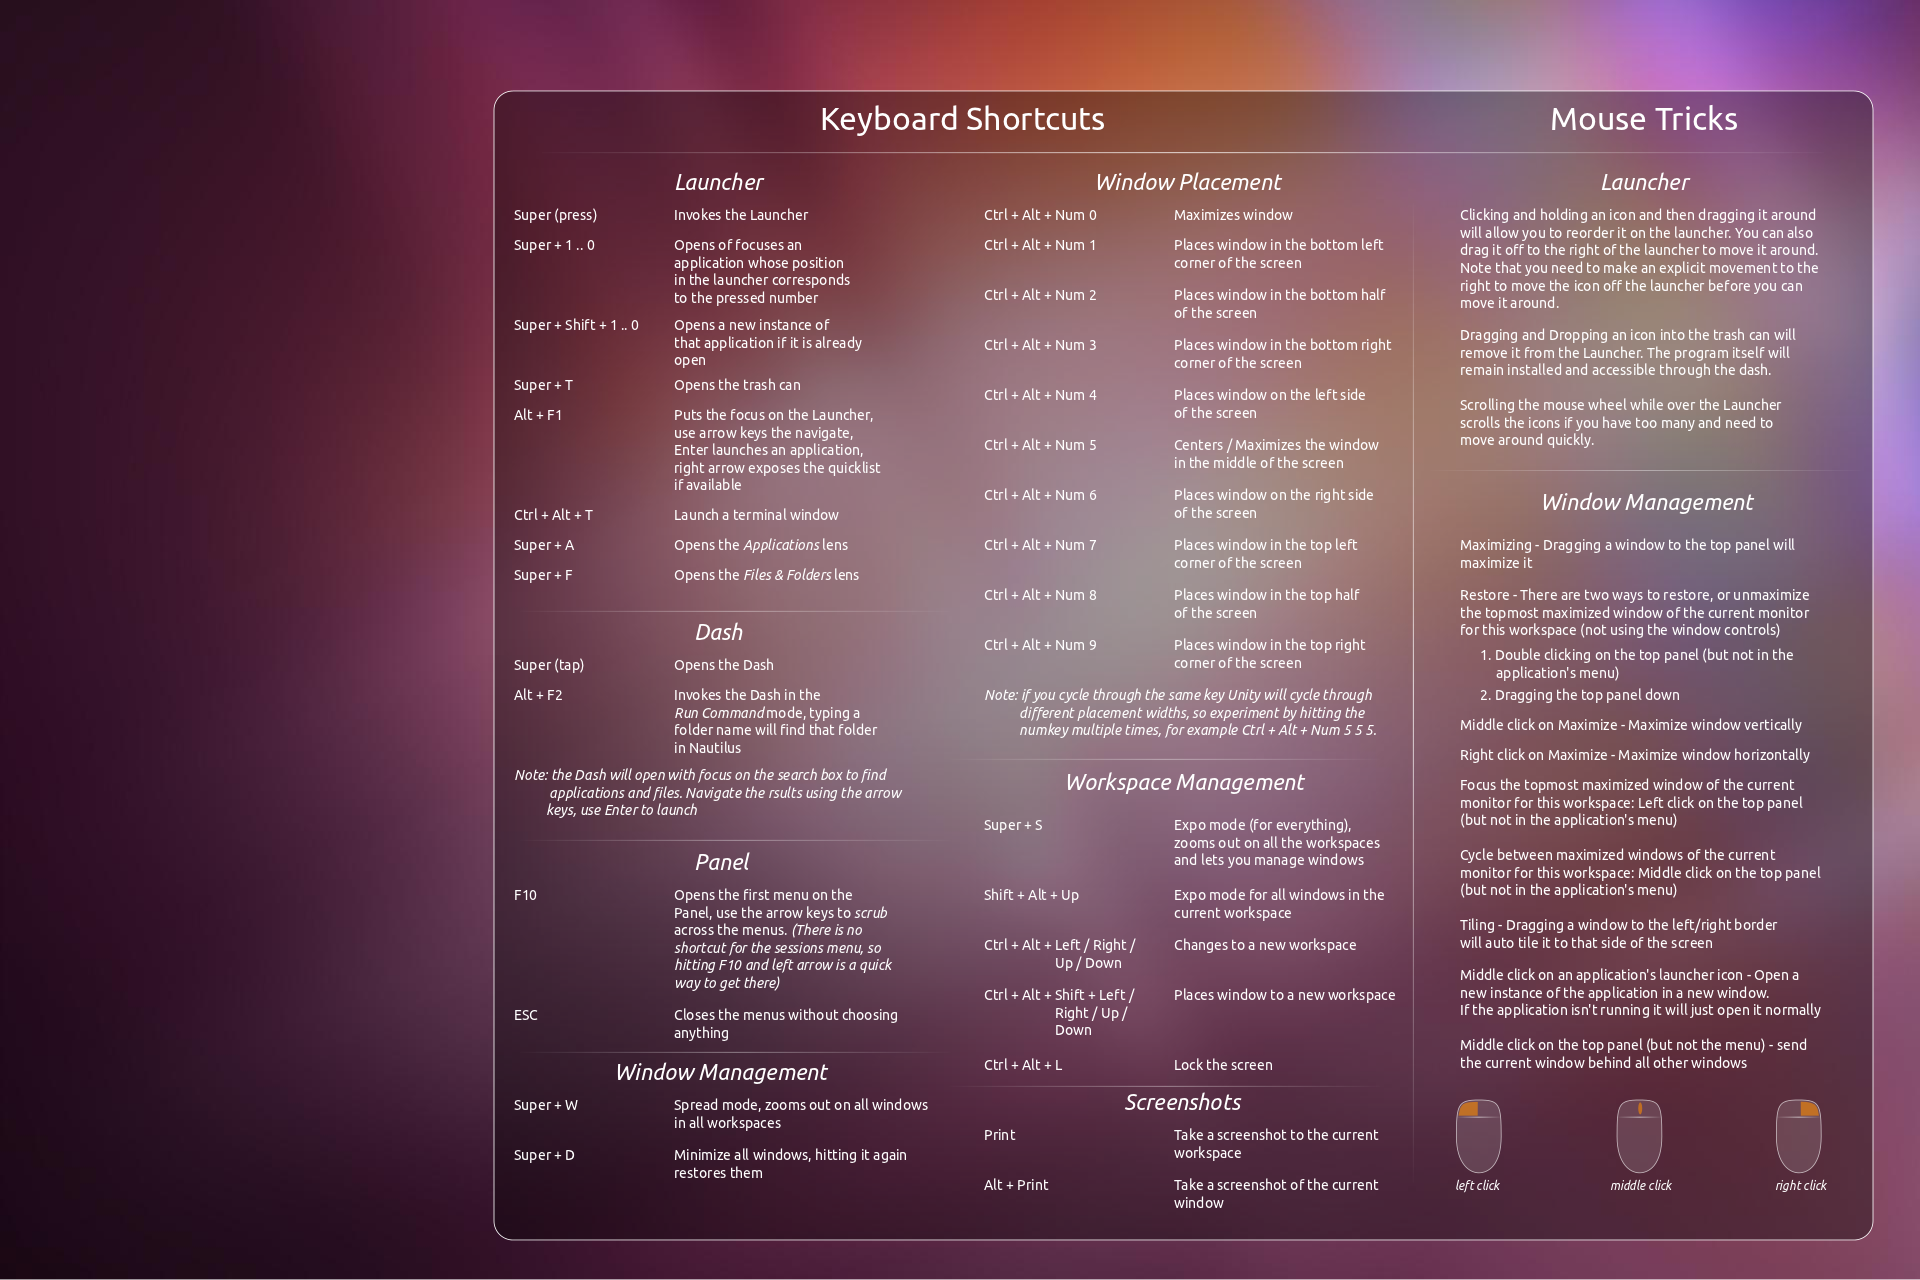 Keyboard Shortcuts
Launcher
Super (press) Invokes the Launcher
Super + 1 .. 0 Opens of focuses an
application whose position
in the launcher corresponds
to the pressed number
Super + Shift + 1 .. 0 Opens a new instance of
that application if it is already
open
Super + T Opens the trash can
Alt + F1 Puts the focus on the Launcher,
use arrow keys the navigate,
Enter launches an application,
right arrow exposes the quicklist
if available
Ctrl + Alt + T Launch a terminal window
Super + A Opens the Applications lens
Super + F Opens the Files & Folders lens
Dash
Super (tap) Opens the Dash
Alt + F2 Invokes the Dash in the
Run Command mode, typing a
folder name will find that folder
in Nautilus
Note: the Dash will open with focus on the search box to find
applications and files. Navigate the rsults using the arrow
keys, use Enter to launch
Panel
F10 Opens the first menu on the
Panel, use the arrow keys to scrub
across the menus. (There is no
shortcut for the sessions menu, so
hitting F10 and left arrow is a quick
way to get there)
ESC Closes the menus without choosing
anything
Window Management
Super + W Spread mode, zooms out on all windows
in all workspaces
Super + D Minimize all windows, hitting it again
restores them
Window Placement
Ctrl + Alt + Num 0 Maximizes window
Ctrl + Alt + Num 1 Places window in the bottom left
corner of the screen
Ctrl + Alt + Num 2 Places window in the bottom half
of the screen
Ctrl + Alt + Num 3 Places window in the bottom right
corner of the screen
Ctrl + Alt + Num 4 Places window on the left side
of the screen
Ctrl + Alt + Num 5 Centers / Maximizes the window
in the middle of the screen
Ctrl + Alt + Num 6 Places window on the right side
of the screen
Ctrl + Alt + Num 7 Places window in the top left
corner of the screen
Ctrl + Alt + Num 8 Places window in the top half
of the screen
Ctrl + Alt + Num 9 Places window in the top right
corner of the screen
Note: if you cycle through the same key Unity will cycle through
different placement widths, so experiment by hitting the
numkey multiple times, for example Ctrl + Alt + Num 5 5 5.
Workspace Management
Super + S Expo mode (for everything),
zooms out on all the workspaces
and lets you manage windows
Shift + Alt + Up Expo mode for all windows in the
current workspace
Ctrl + Alt + Left / Right / Changes to a new workspace
Up / Down
Ctrl + Alt + Shift + Left / Places window to a new workspace
Right / Up /
Down
Ctrl + Alt + L Lock the screen
Screenshots
Print Take a screenshot to the current
workspace
Alt + Print Take a screenshot of the current
window
Mouse Tricks
Launcher
Clicking and holding an icon and then dragging it around
will allow you to reorder it on the launcher. You can also
drag it off to the right of the launcher to move it around.
Note that you need to make an explicit movement to the
right to move the icon off the launcher before you can
move it around.
Dragging and Dropping an icon into the trash can will
remove it from the Launcher. The program itself will
remain installed and accessible through the dash.
Scrolling the mouse wheel while over the Launcher
scrolls the icons if you have too many and need to
move around quickly.
Window Management
Maximizing - Dragging a window to the top panel will
maximize it
Restore - There are two ways to restore, or unmaximize
the topmost maximized window of the current monitor
for this workspace (not using the window controls)
1. Double clicking on the top panel (but not in the
application's menu)
2. Dragging the top panel down
Middle click on Maximize - Maximize window vertically
Right click on Maximize - Maximize window horizontally
Focus the topmost maximized window of the current
monitor for this workspace: Left click on the top panel
(but not in the application's menu)
Cycle between maximized windows of the current
monitor for this workspace: Middle click on the top panel
(but not in the application's menu)
Tiling - Dragging a window to the left/right border
will auto tile it to that side of the screen
Middle click on an application's launcher icon - Open a
new instance of the application in a new window.
If the application isn't running it will just open it normally
Middle click on the top panel (but not the menu) - send
the current window behind all other windows
left click middle click right click